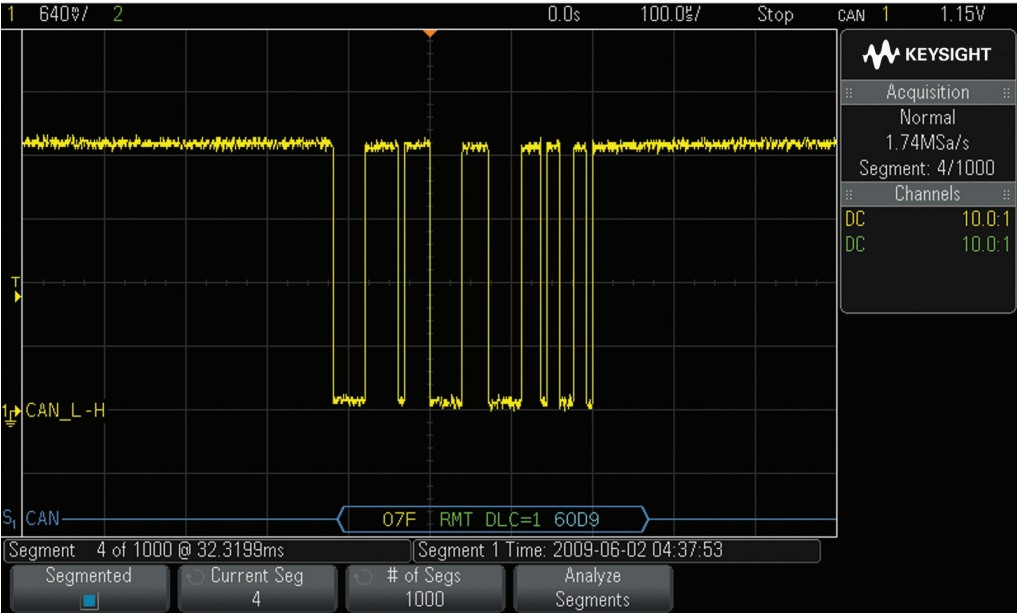 1 640㎷/ 2 0.0s 100.0㎲/ Stop CAN 1 1.15V
KEYSIGHT
Acquisition
Normal
1.74MSa/s
Segment: 4/1000
Channels
DC 10.0:1
DC 10.0:1
T
1 CAN_L-H
S1 CAN 07F RMT DLC=1 60D9
Segment 4 of 1000 @ 32.3199ms Segment 1 Time: 2009-06-02 04:37:53
Segmented Current Seg # of Segs Analyze
4 1000 Segments